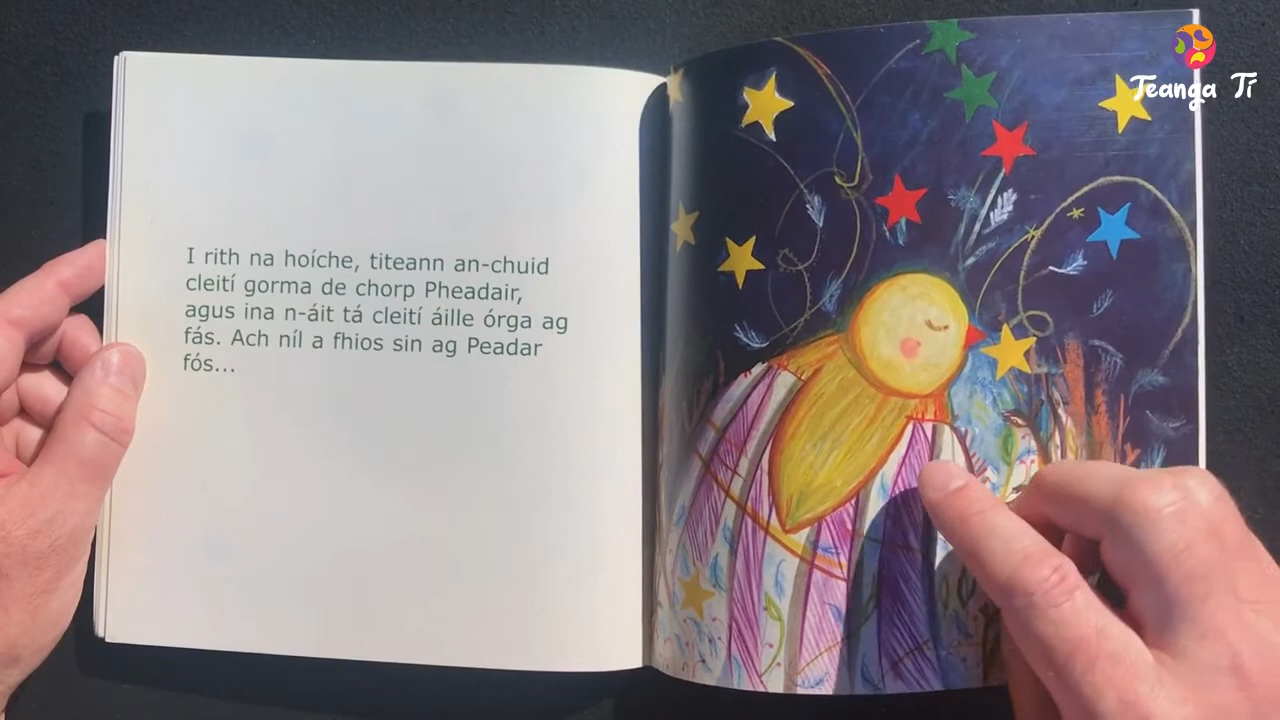 I rith na hoíche, titeann an-chuid
cleití gorma de chorp Pheadair,
agus ina n-áit tá cleití áille órga ag
fás. Ach níl a fhios sin ag Peadar
fós...
Teanga Tí